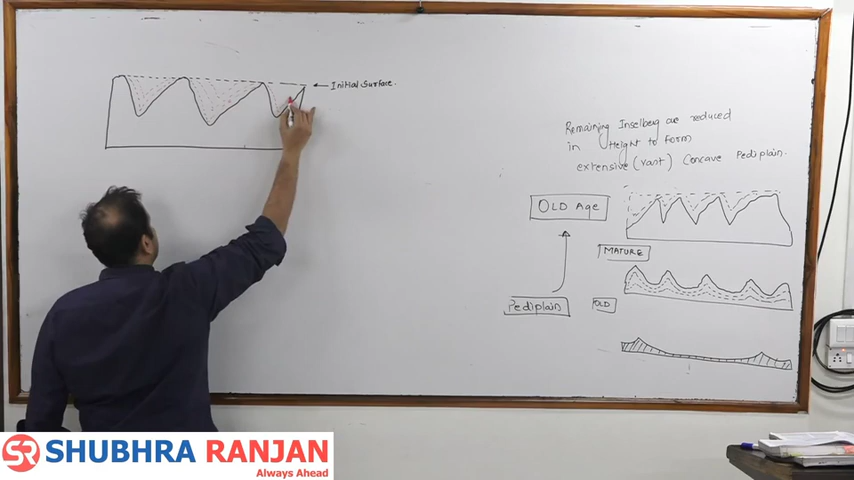 Initial Surface.
Remaining Inselberg are reduced
in Height to form
extensive (vast) Concave Pediplain.
OLD Age
MATURE
Pediplain
OLD
SR SHUBHRA RANJAN
Always Ahead